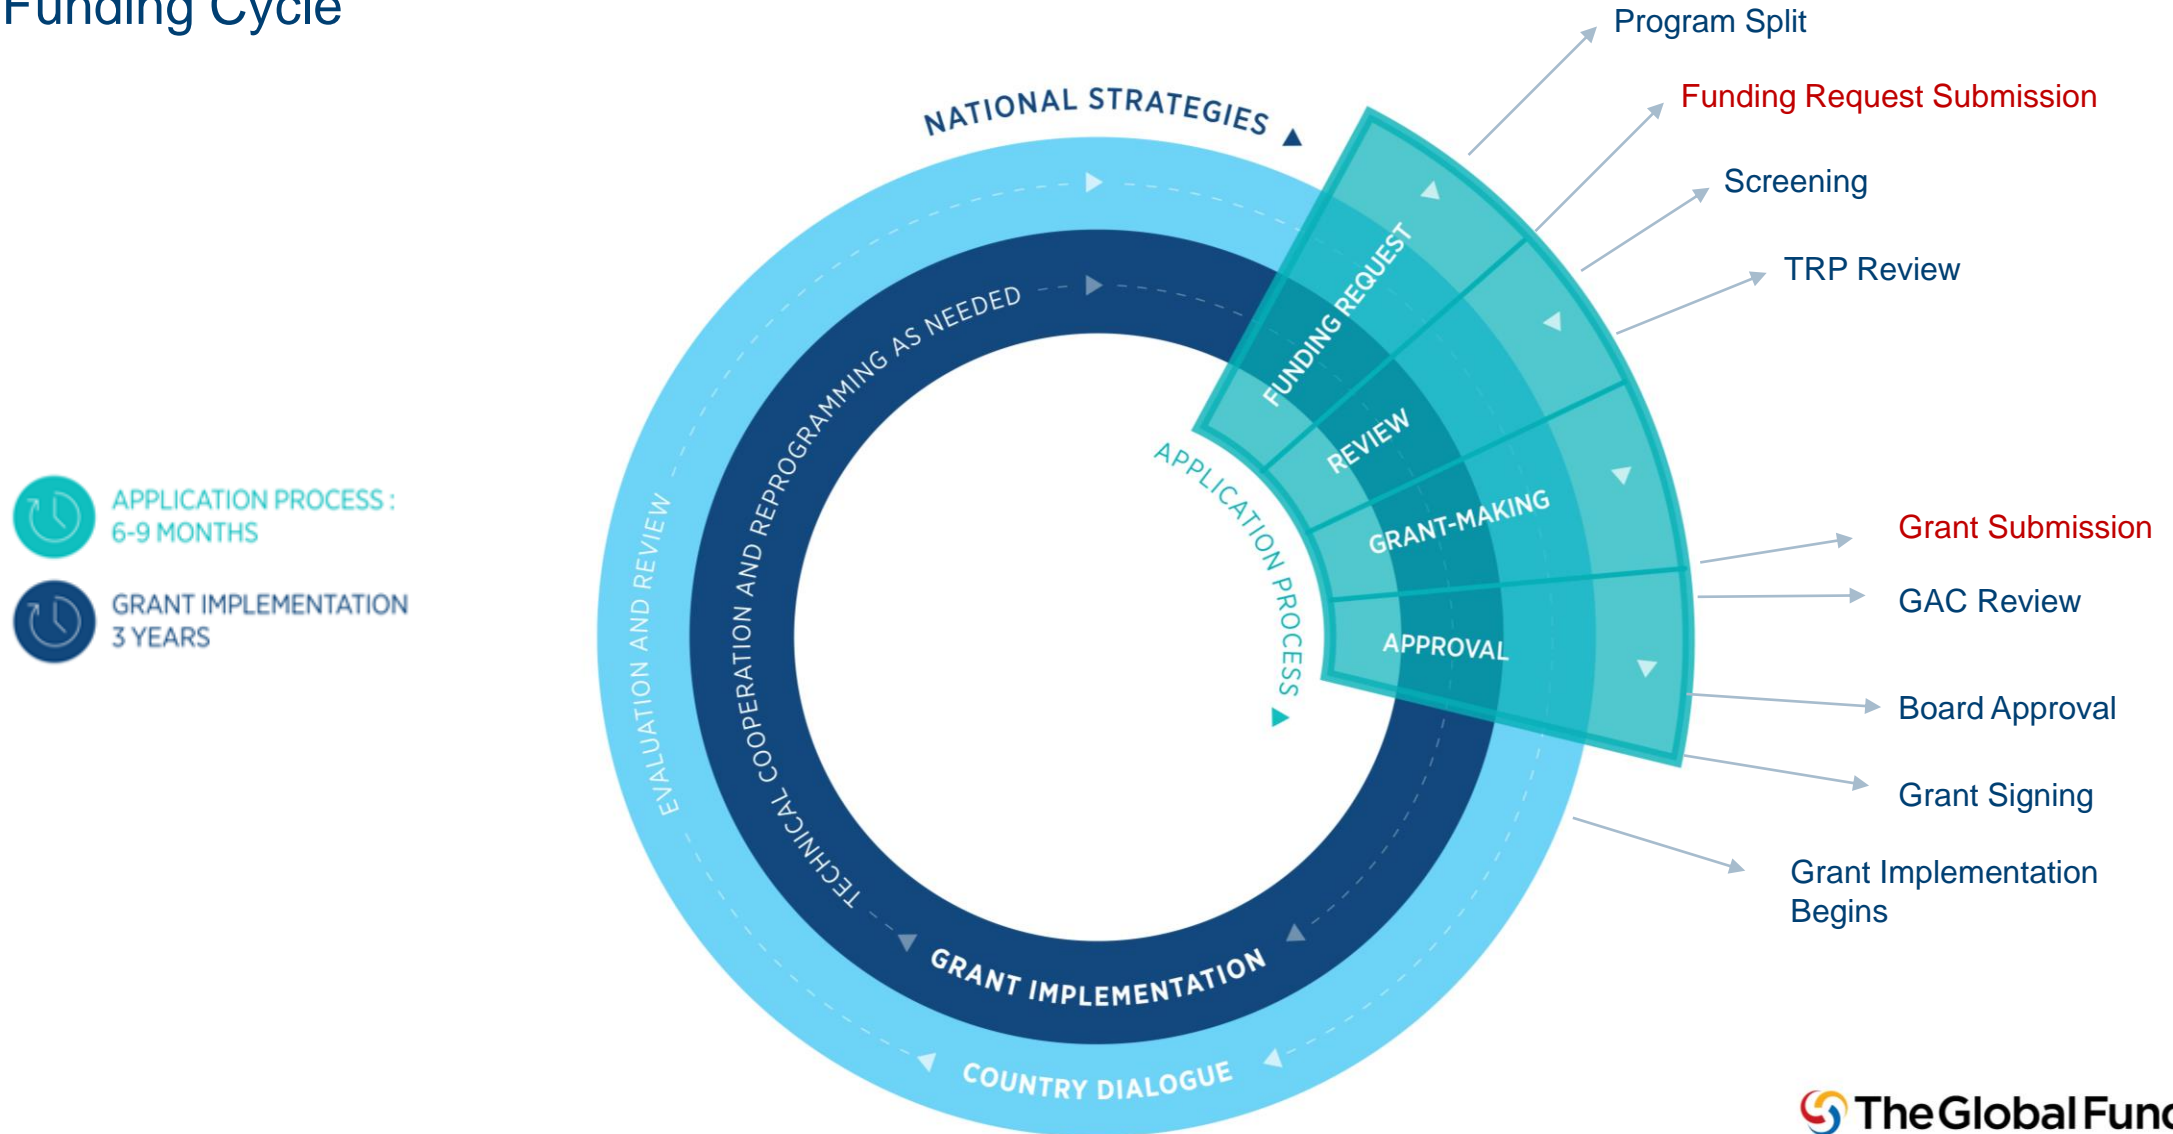 Funding Cycle
Program Split
Funding Request Submission
Screening
TRP Review
NATIONAL STRATEGIES
FUNDING REQUEST
REVIEW
GRANT-MAKING
APPROVAL
APPLICATION PROCESS
EVALUATION AND REVIEW
TECHNICAL COOPERATION AND REPROGRAMMING AS NEEDED
APPLICATION PROCESS :
6-9 MONTHS
GRANT IMPLEMENTATION
3 YEARS
Grant Submission
GAC Review
Board Approval
Grant Signing
Grant Implementation
Begins
GRANT IMPLEMENTATION
COUNTRY DIALOGUE
The Global Fund